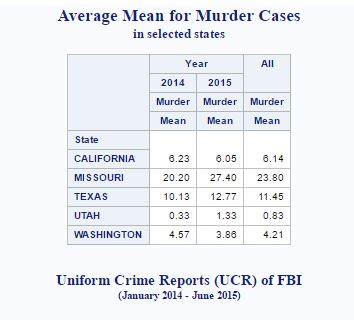 Average Mean for Murder Cases
in selected states
Year All
2014 2015
Murder Murder Murder
Mean Mean Mean
State
CALIFORNIA 6.23 6.05 6.14
MISSOURI 20.20 27.40 23.80
TEXAS 10.13 12.77 11.45
UTAH 0.33 1.33 0.83
WASHINGTON 4.57 3.86 4.21
Uniform Crime Reports (UCR) of FBI
(January 2014 - June 2015)